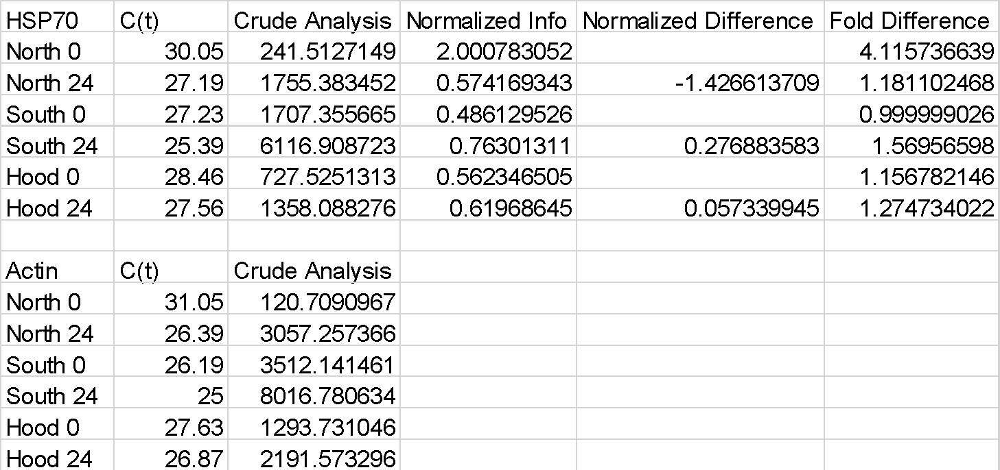 HSP70 C(t) Crude Analysis Normalized Info Normalized Difference Fold Difference
North 0 30.05 241.5127149 2.000783052 4.115736639
North 24 27.19 1755.383452 0.574169343 -1.426613709 1.181102468
South 0 27.23 1707.355665 0.486129526 0.999999026
South 24 25.39 6116.908723 0.76301311 0.276883583 1.56956598
Hood 0 28.46 727.5251313 0.562346505 1.156782146
Hood 24 27.56 1358.088276 0.61968645 0.057339945 1.274734022
Actin C(t) Crude Analysis
North 0 31.05 120.7090967
North 24 26.39 3057.257366
South 0 26.19 3512.141461
South 24 25 8016.780634
Hood 0 27.63 1293.731046
Hood 24 26.87 2191.573296